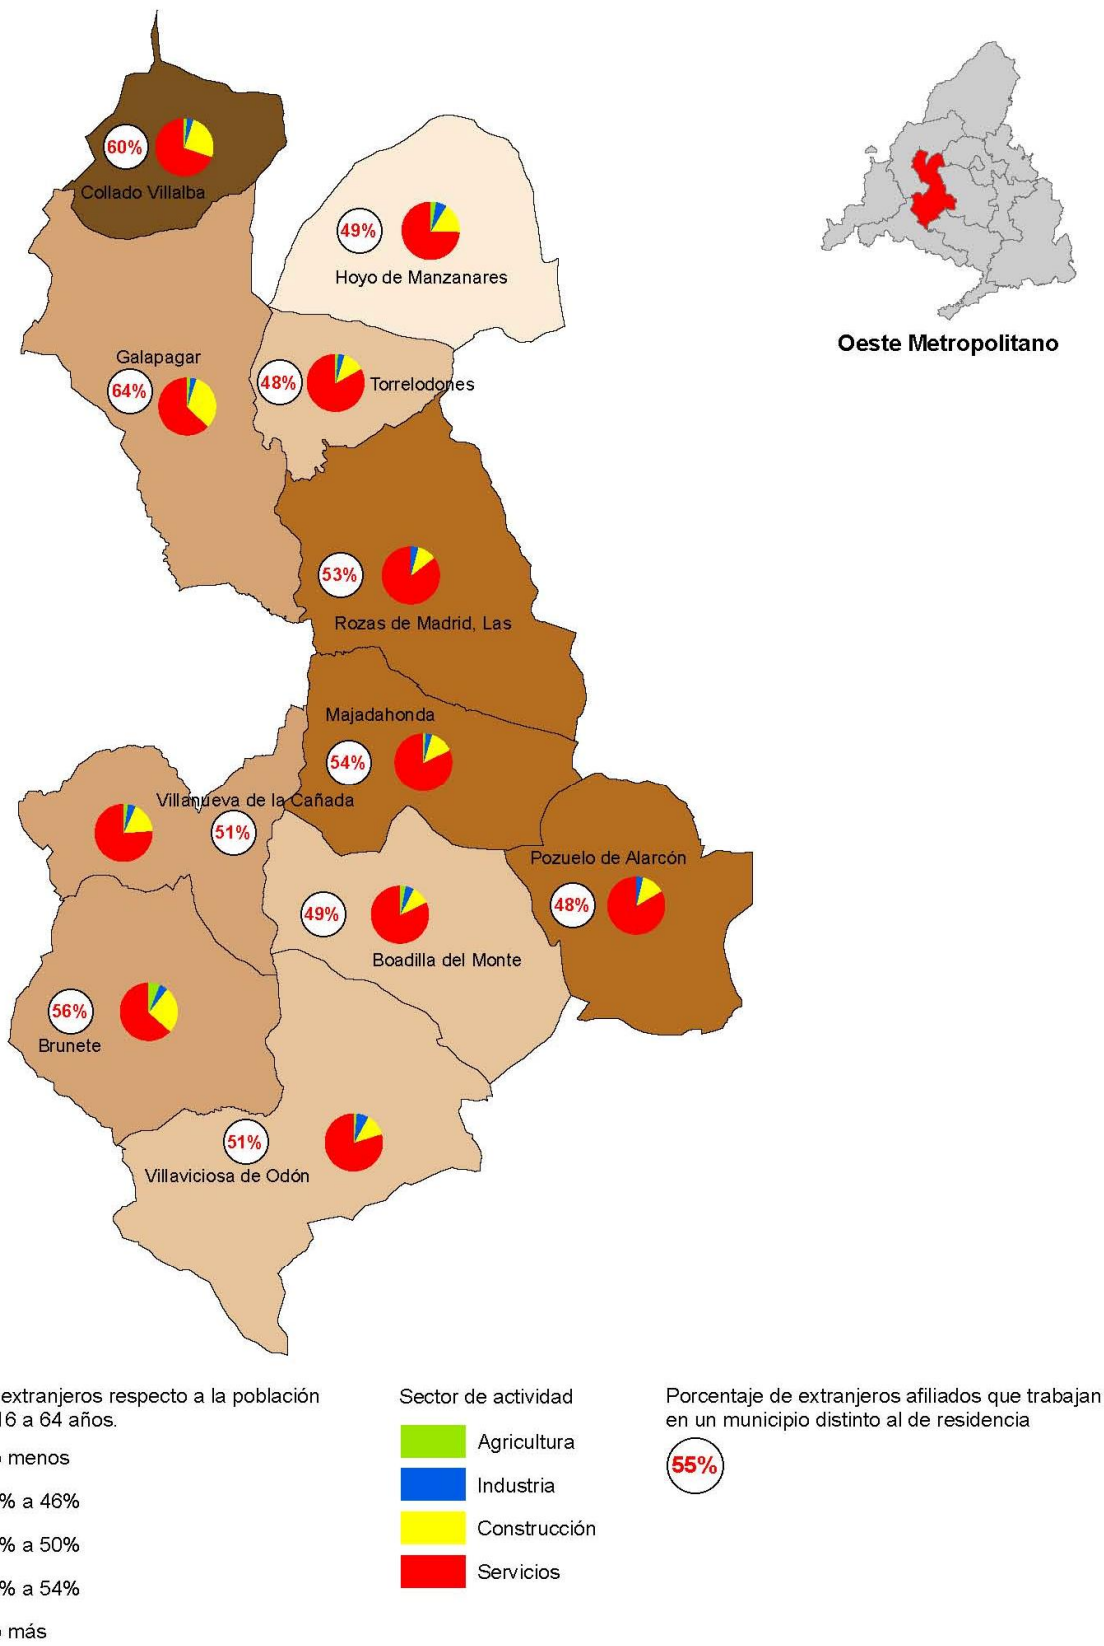 60%
Collado Villalba
49%
Hoyo de Manzanares
Oeste Metropolitano
Galapagar
64%
48%
Torrelodones
53%
Rozas de Madrid, Las
Majadahonda
54%
Villanueva de la Cañada
51%
Pozuelo de Alarcón
48%
49%
Boadilla del Monte
56%
Brunete
51%
Villaviciosa de Odón
extranjeros respecto a la población
16 a 64 años.
menos
% a 46%
% a 50%
% a 54%
más
Sector de actividad
Agricultura
Industria
Construcción
Servicios
Porcentaje de extranjeros afiliados que trabajan
en un municipio distinto al de residencia
55%